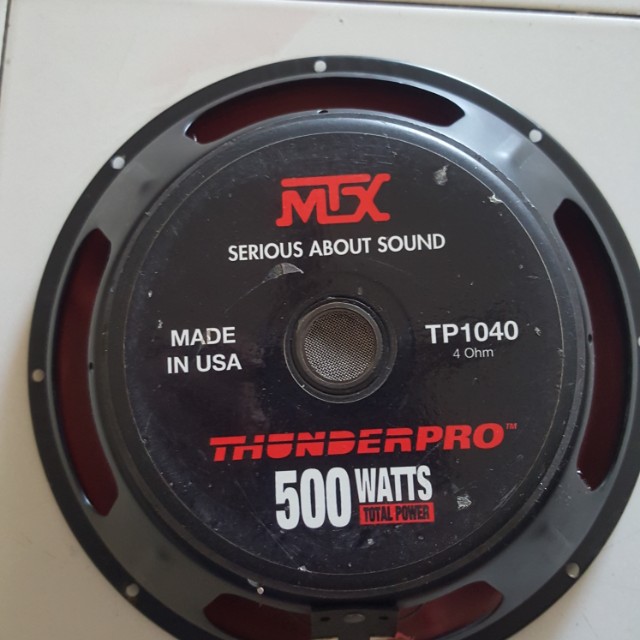 MTX
SERIOUS ABOUT SOUND
MADE
IN USA
TP1040
4 Ohm
THUNDERPRO™
500 WATTS
TOTAL POWER